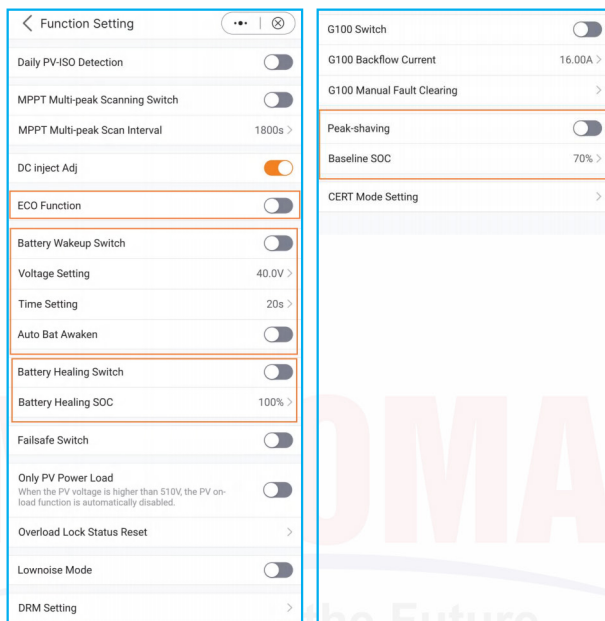 Function Setting
Daily PV-ISO Detection
MPPT Multi-peak Scanning Switch
MPPT Multi-peak Scan Interval 1800s >
DC inject Adj
ECO Function
Battery Wakeup Switch
Voltage Setting 40.0V >
Time Setting 20s >
Auto Bat Awaken
Battery Healing Switch
Battery Healing SOC 100% >
Failsafe Switch
Only PV Power Load
When the PV voltage is higher than 510V, the PV on-
load function is automatically disabled.
Overload Lock Status Reset >
Lownoise Mode
DRM Setting >
G100 Switch
G100 Backflow Current 16.00A >
G100 Manual Fault Clearing >
Peak-shaving
Baseline SOC 70% >
CERT Mode Setting >
OMA
the Future